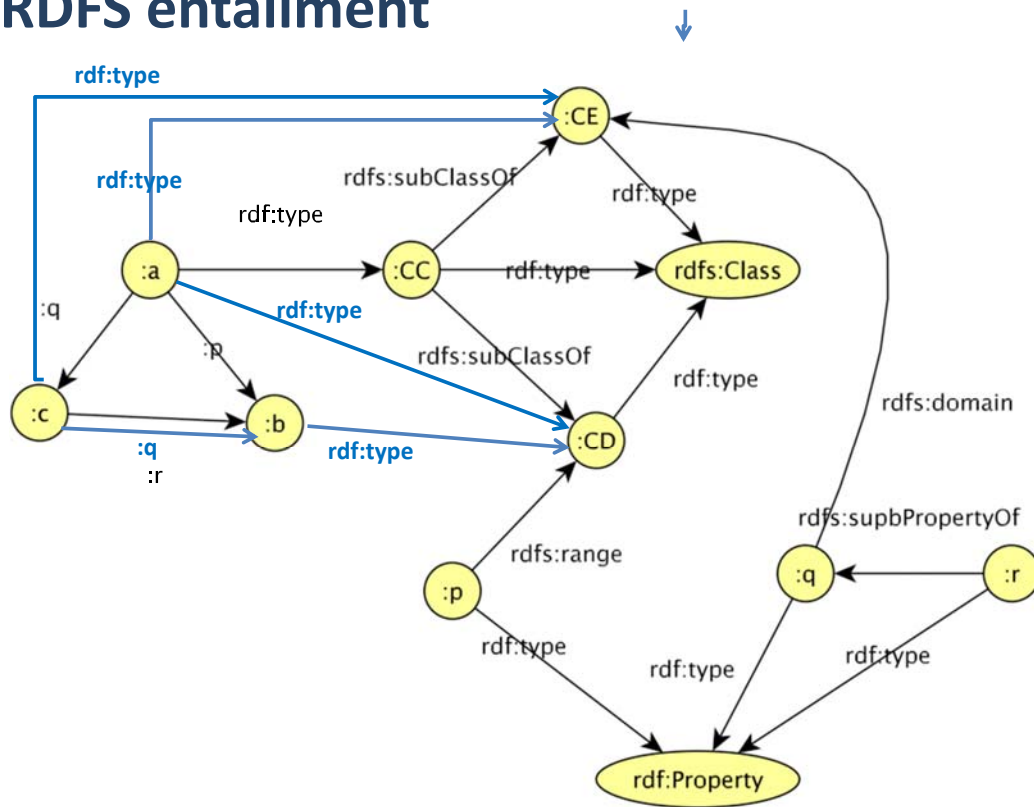 RDFS entailment
rdf:type
:CE
rdfs:subClassOf
rdf:type
rdf:type
rdf:type
:a
:CC
rdf:type
rdfs:Class
:q
rdf:type
:p
rdfs:subClassOf
rdf:type
rdfs:domain
:c
:b
:CD
:q
rdf:type
:r
rdfs:supbPropertyOf
rdfs:range
:p
:q
:r
rdf:type
rdf:type
rdf:type
rdf:Property